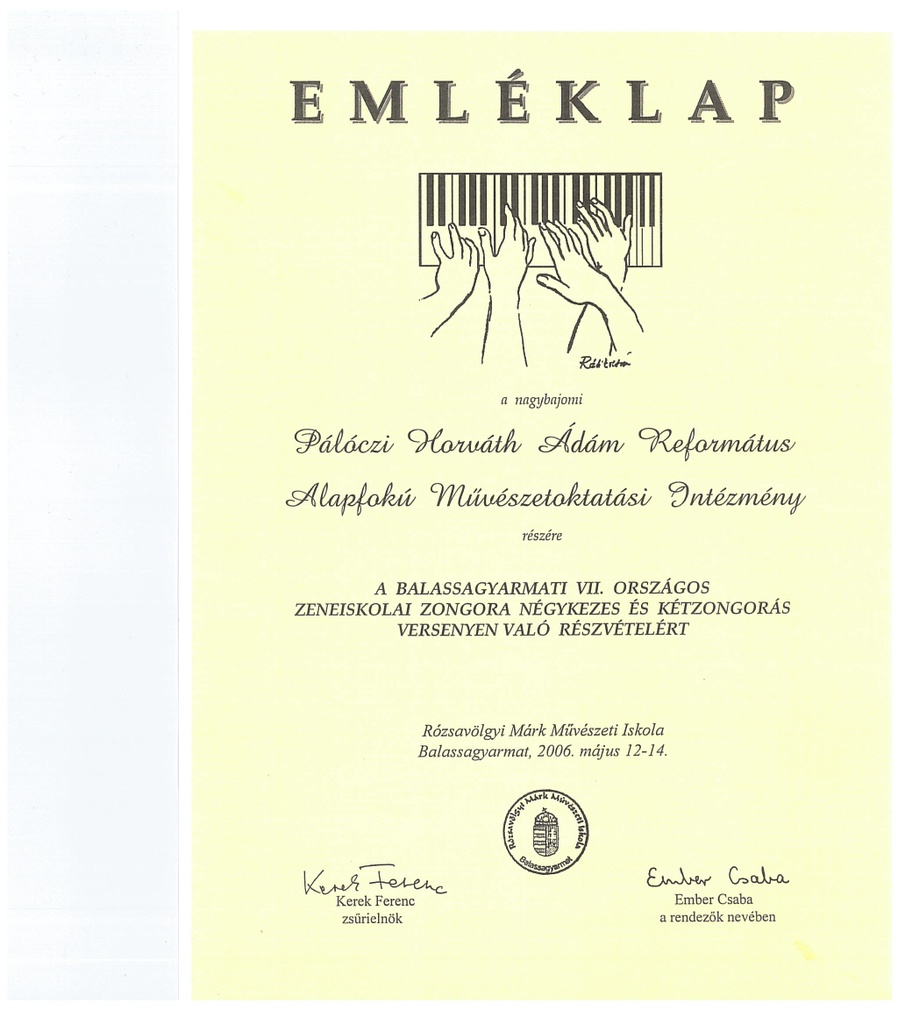 EMLÉKLAP
a nagybajomi
Pálóczi Horváth Ádám Református
Alapfokú Művészetoktatási Intézmény
részére
A BALASSAGYARMATI VII. ORSZÁGOS
ZENEISKOLAI ZONGORA NÉGYKEZES ÉS KÉTZONGORÁS
VERSENYEN VALÓ RÉSZVÉTELÉRT
Rózsavölgyi Márk Művészeti Iskola
Balassagyarmat, 2006. május 12-14.
Rózsavölgyi Márk Művészeti Iskola
Balassagyarmat
Kerek Ferenc
Kerek Ferenc
zsűrielnök
Ember Csaba
Ember Csaba
a rendezők nevében